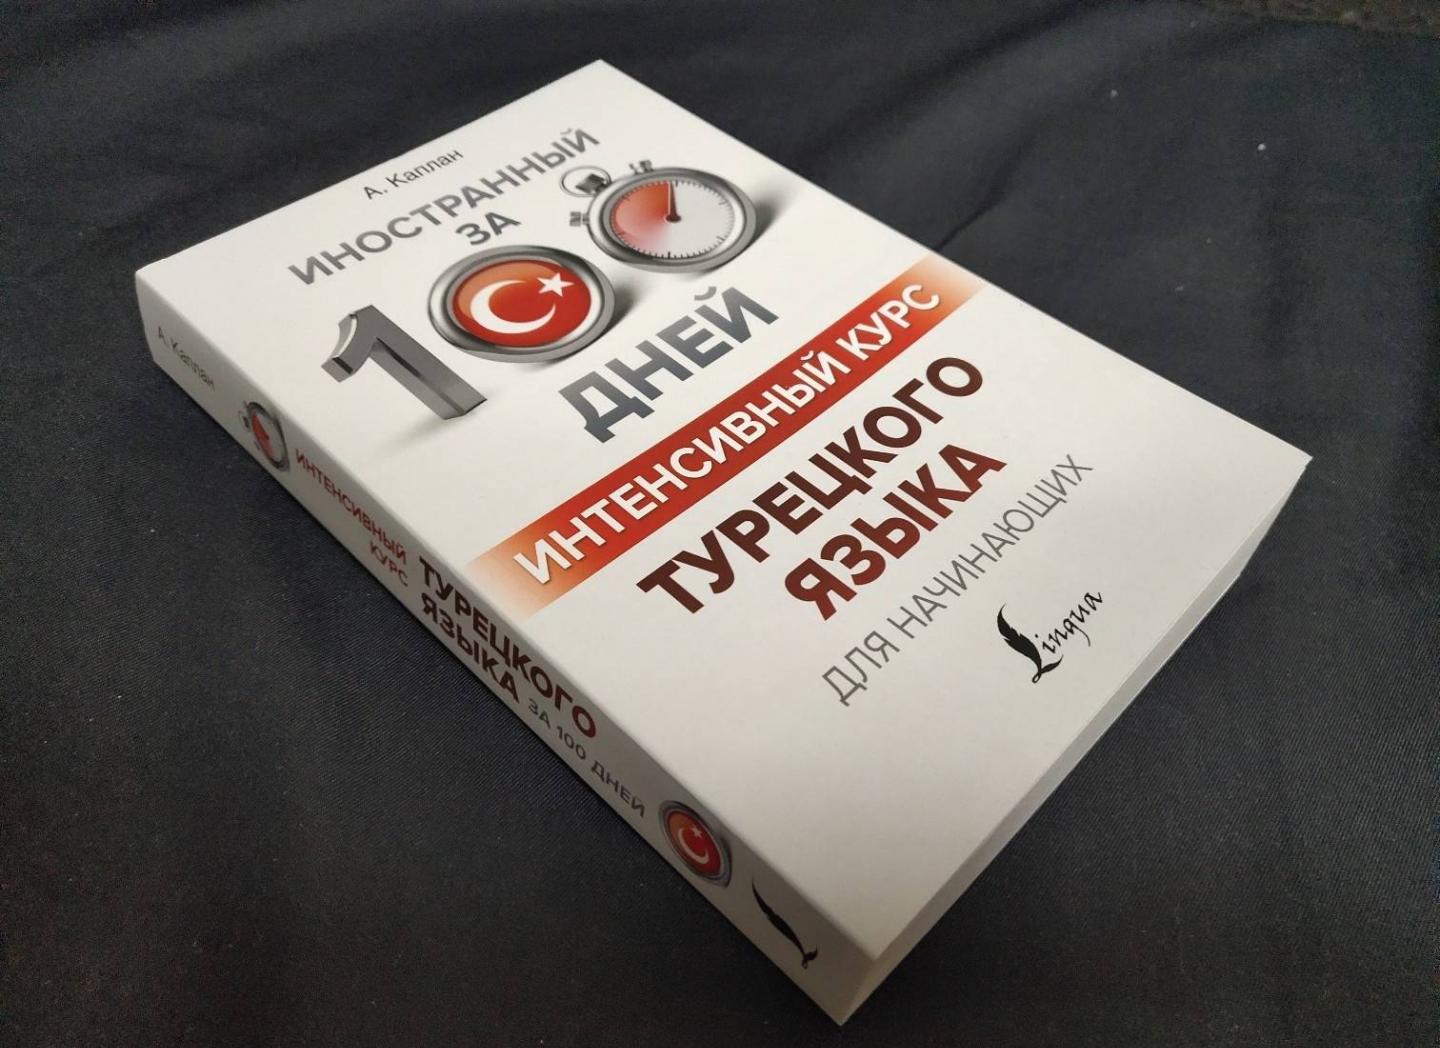 А. Каплан
ИНОСТРАННЫЙ
ЗА
100
ДНЕЙ
ИНТЕНСИВНЫЙ КУРС
ТУРЕЦКОГО
ЯЗЫКА
ДЛЯ НАЧИНАЮЩИХ
Lingua
А. Каплан
ИНТЕНСИВНЫЙ
КУРС
ТУРЕЦКОГО
ЯЗЫКА
ЗА 100 ДНЕЙ